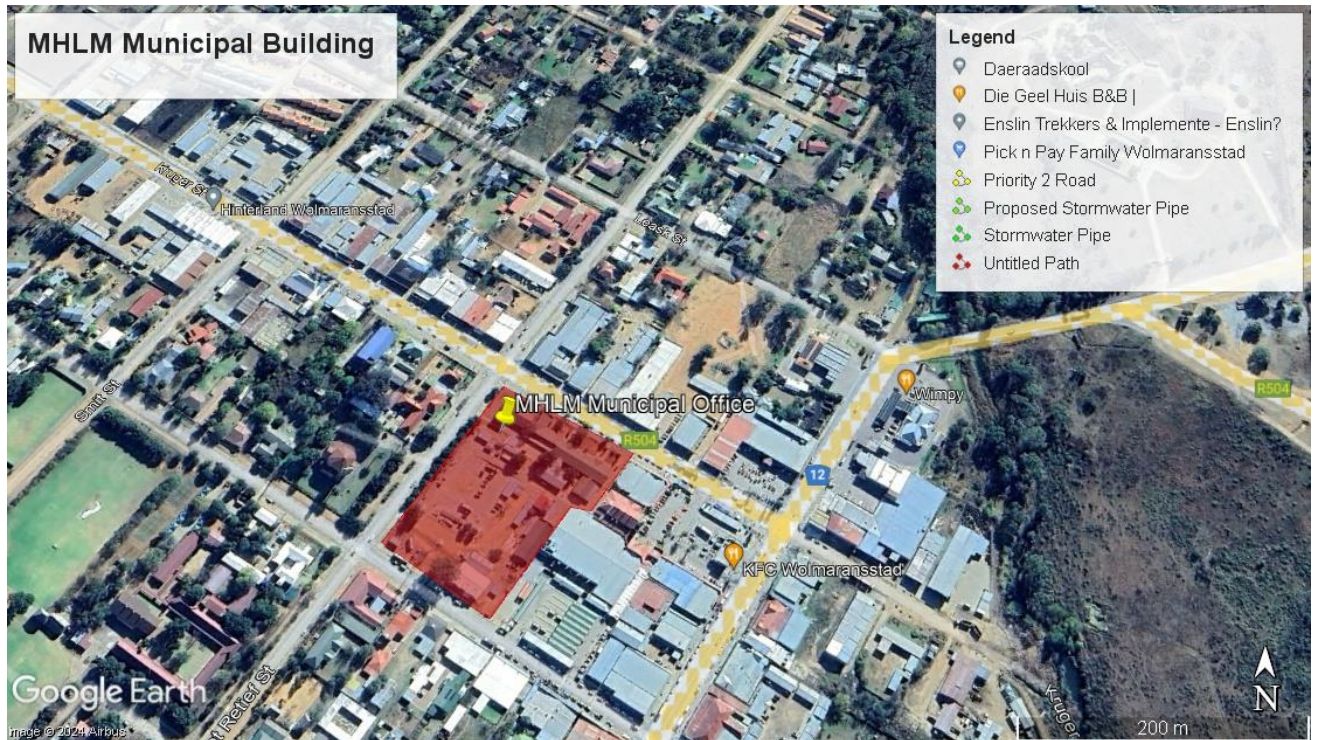 MHLM Municipal Building
Legend
Daeraadskool
Die Geel Huis B&B |
Enslin Trekkers & Implemente - Enslin?
Pick n Pay Family Wolmaransstad
Priority 2 Road
Proposed Stormwater Pipe
Stormwater Pipe
Untitled Path
Kruger St
Hinterland Wolmaransstad
Leask St
Smit St
Wimpy
R504
MHLM Municipal Office
R504
12
KFC Wolmaransstad
t Retief St
Kruger
Google Earth
Image © 2024 Airbus
200 m
N